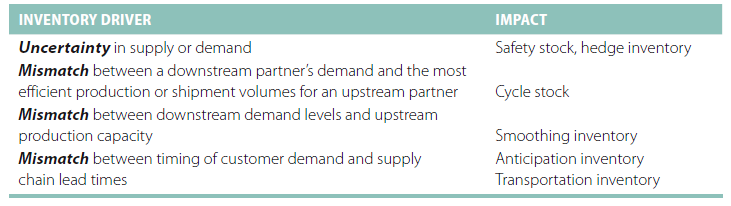 INVENTORY DRIVER IMPACT
Uncertainty in supply or demand Safety stock, hedge inventory
Mismatch between a downstream partner’s demand and the most
efficient production or shipment volumes for an upstream partner Cycle stock
Mismatch between downstream demand levels and upstream
production capacity Smoothing inventory
Mismatch between timing of customer demand and supply Anticipation inventory
chain lead times Transportation inventory